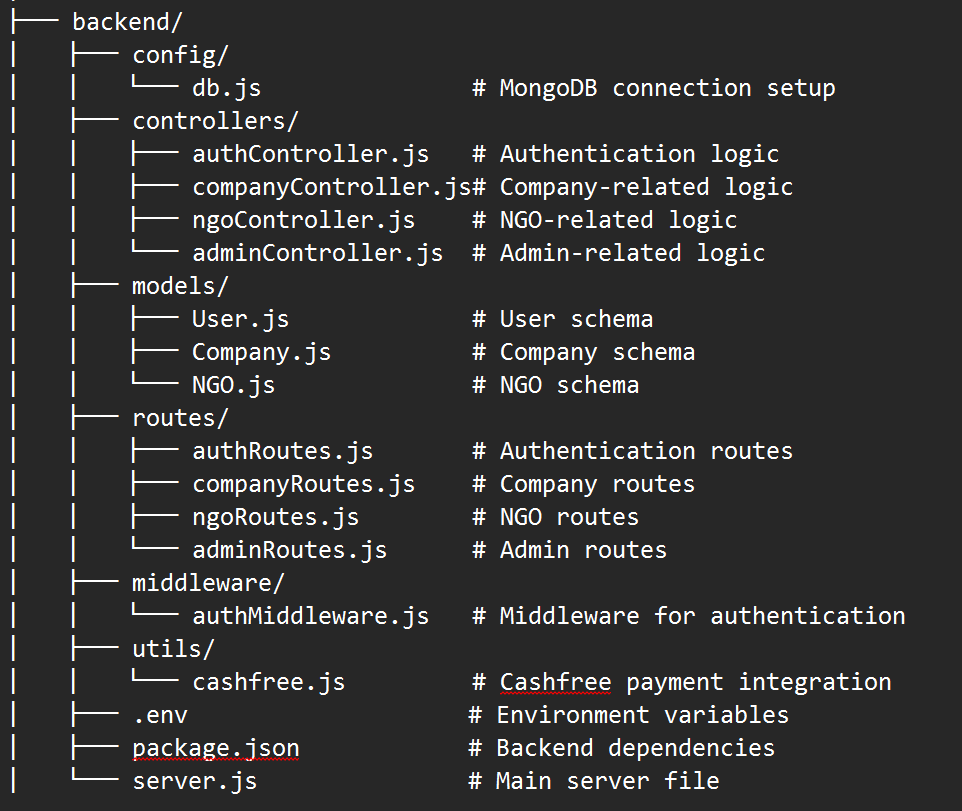 ├── backend/
│   ├── config/
│   │   └── db.js               # MongoDB connection setup
│   ├── controllers/
│   │   ├── authController.js   # Authentication logic
│   │   ├── companyController.js# Company-related logic
│   │   ├── ngoController.js    # NGO-related logic
│   │   └── adminController.js  # Admin-related logic
│   ├── models/
│   │   ├── User.js             # User schema
│   │   ├── Company.js          # Company schema
│   │   └── NGO.js              # NGO schema
│   ├── routes/
│   │   ├── authRoutes.js       # Authentication routes
│   │   ├── companyRoutes.js    # Company routes
│   │   ├── ngoRoutes.js        # NGO routes
│   │   └── adminRoutes.js      # Admin routes
│   ├── middleware/
│   │   └── authMiddleware.js   # Middleware for authentication
│   ├── utils/
│   │   └── cashfree.js         # Cashfree payment integration
│   ├── .env                    # Environment variables
│   ├── package.json            # Backend dependencies
│   └── server.js               # Main server file